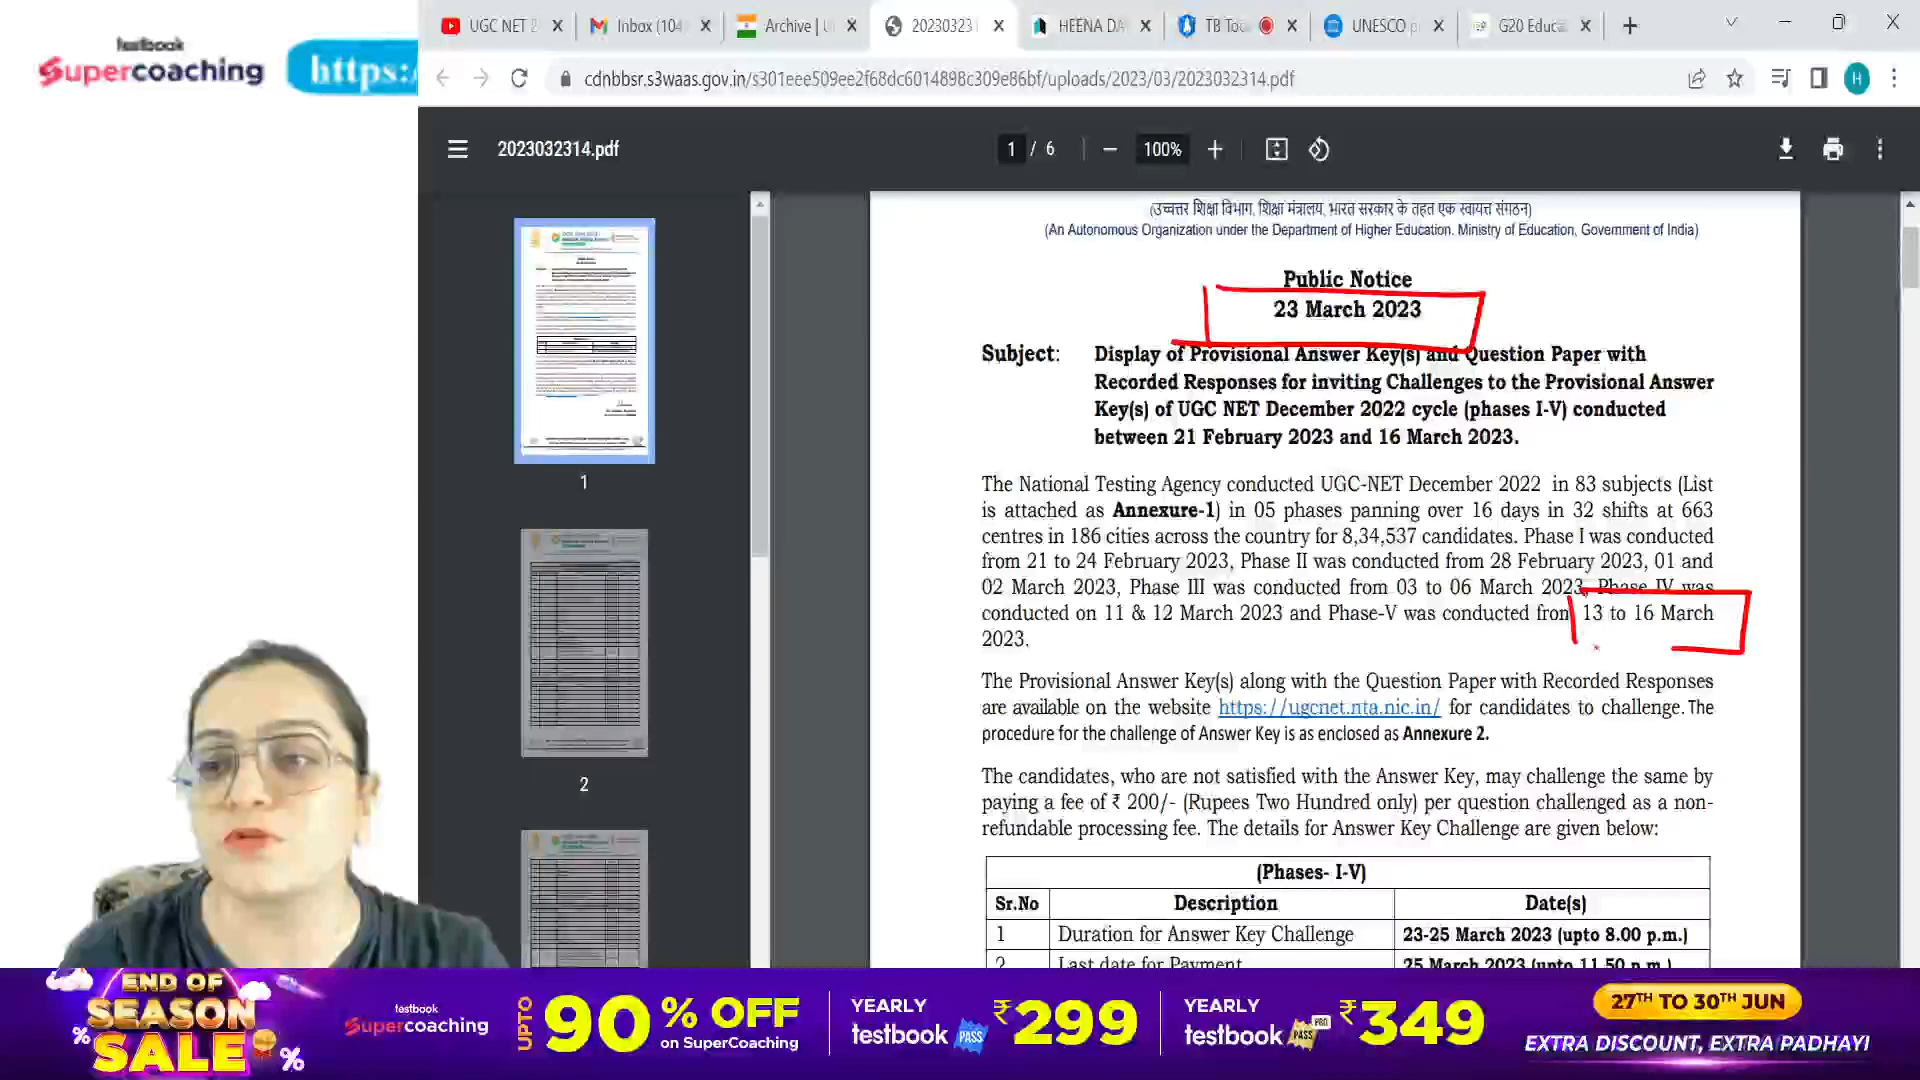 testbook
Supercoaching
https:/
UGC NET 2
Inbox (104
Archive | U
202303231
HEENA DA
TB Too
UNESCO p
G20 Educa
cdnbbsr.s3waas.gov.in/s301eee509ee2f68dc6014898c309e86bf/uploads/2023/03/2023032314.pdf
H
2023032314.pdf
1 / 6
100%
1
2
(उच्चतर शिक्षा विभाग, शिक्षा मंत्रालय, भारत सरकार के तहत एक स्वायत्त संगठन)
(An Autonomous Organization under the Department of Higher Education. Ministry of Education, Government of India)
Public Notice
23 March 2023
Subject: Display of Provisional Answer Key(s) and Question Paper with
Recorded Responses for inviting Challenges to the Provisional Answer
Key(s) of UGC NET December 2022 cycle (phases I-V) conducted
between 21 February 2023 and 16 March 2023.
The National Testing Agency conducted UGC-NET December 2022 in 83 subjects (List
is attached as Annexure-1) in 05 phases panning over 16 days in 32 shifts at 663
centres in 186 cities across the country for 8,34,537 candidates. Phase I was conducted
from 21 to 24 February 2023, Phase II was conducted from 28 February 2023, 01 and
02 March 2023, Phase III was conducted from 03 to 06 March 2023, Phase IV was
conducted on 11 & 12 March 2023 and Phase-V was conducted from 13 to 16 March
2023.
The Provisional Answer Key(s) along with the Question Paper with Recorded Responses
are available on the website https://ugcnet.nta.nic.in/ for candidates to challenge. The
procedure for the challenge of Answer Key is as enclosed as Annexure 2.
The candidates, who are not satisfied with the Answer Key, may challenge the same by
paying a fee of ₹ 200/- (Rupees Two Hundred only) per question challenged as a non-
refundable processing fee. The details for Answer Key Challenge are given below:
(Phases- I-V)
Sr.No Description Date(s)
1 Duration for Answer Key Challenge 23-25 March 2023 (upto 8.00 p.m.)
2 Last date for Payment 25 March 2023 (upto 11.50 p.m.)
END OF
SEASON
SALE
%
%
testbook
Supercoaching
UPTO
90% OFF
on SuperCoaching
YEARLY
testbook PASS
₹299
YEARLY
testbook PASS PRO
₹349
27TH TO 30TH JUN
EXTRA DISCOUNT, EXTRA PADHAYI